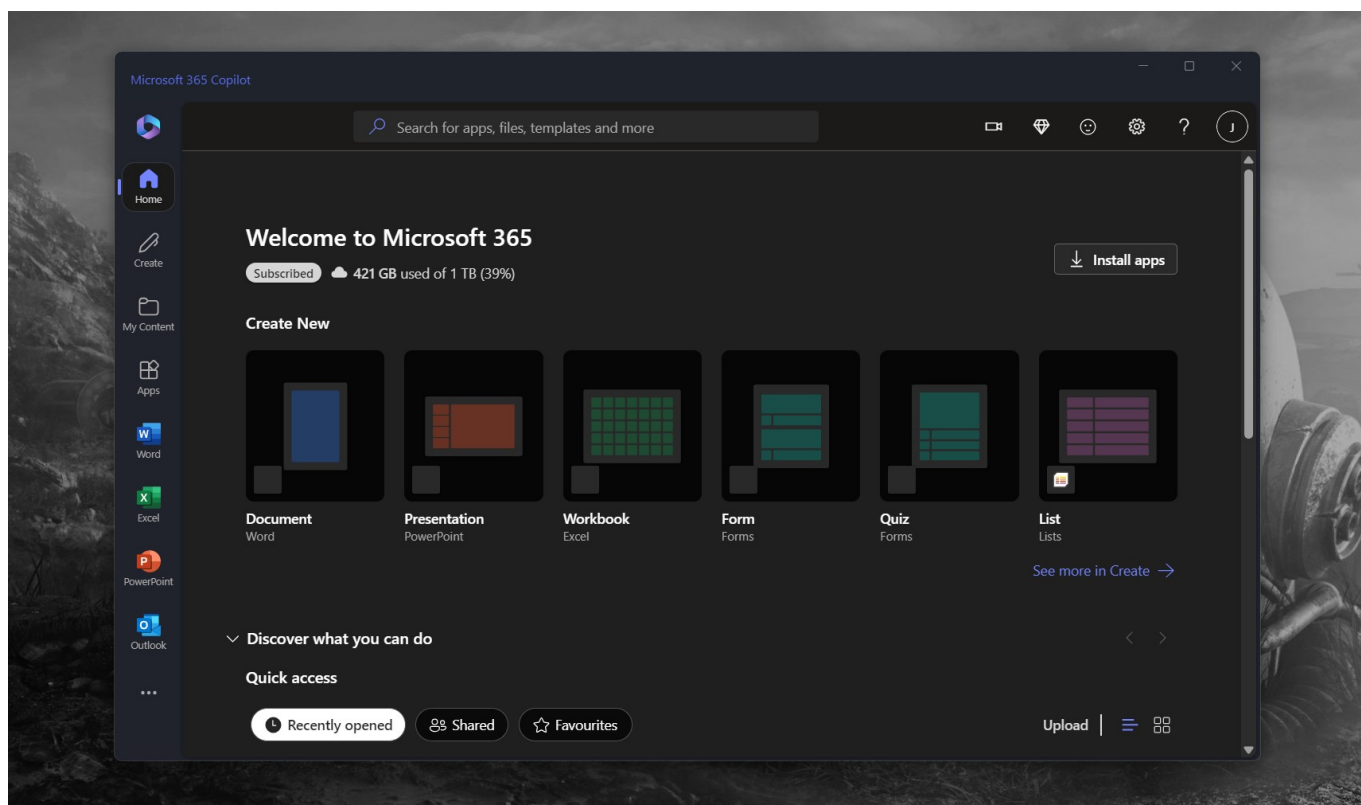 Microsoft 365 Copilot
Search for apps, files, templates and more
J
Home
Create
My Content
Apps
Word
Excel
PowerPoint
Outlook
Welcome to Microsoft 365
Install apps
Subscribed 421 GB used of 1 TB (39%)
Create New
Document
Word
Presentation
PowerPoint
Workbook
Excel
Form
Forms
Quiz
Forms
List
Lists
See more in Create
Discover what you can do
Quick access
Recently opened Shared Favourites Upload